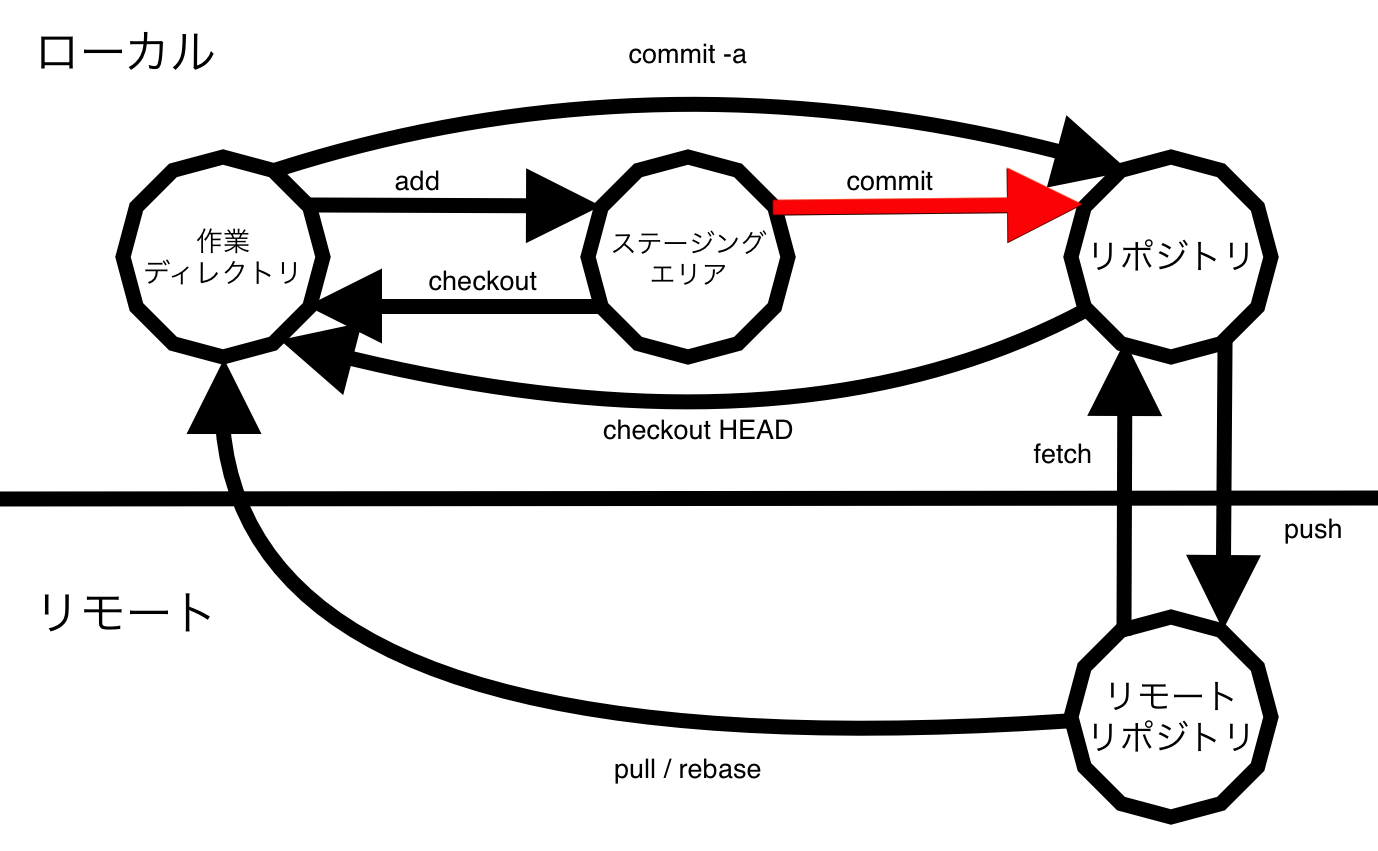 ローカル
commit -a
add
commit
作業
ディレクトリ
ステージング
エリア
リポジトリ
checkout
checkout HEAD
fetch
push
リモート
リモート
リポジトリ
pull / rebase